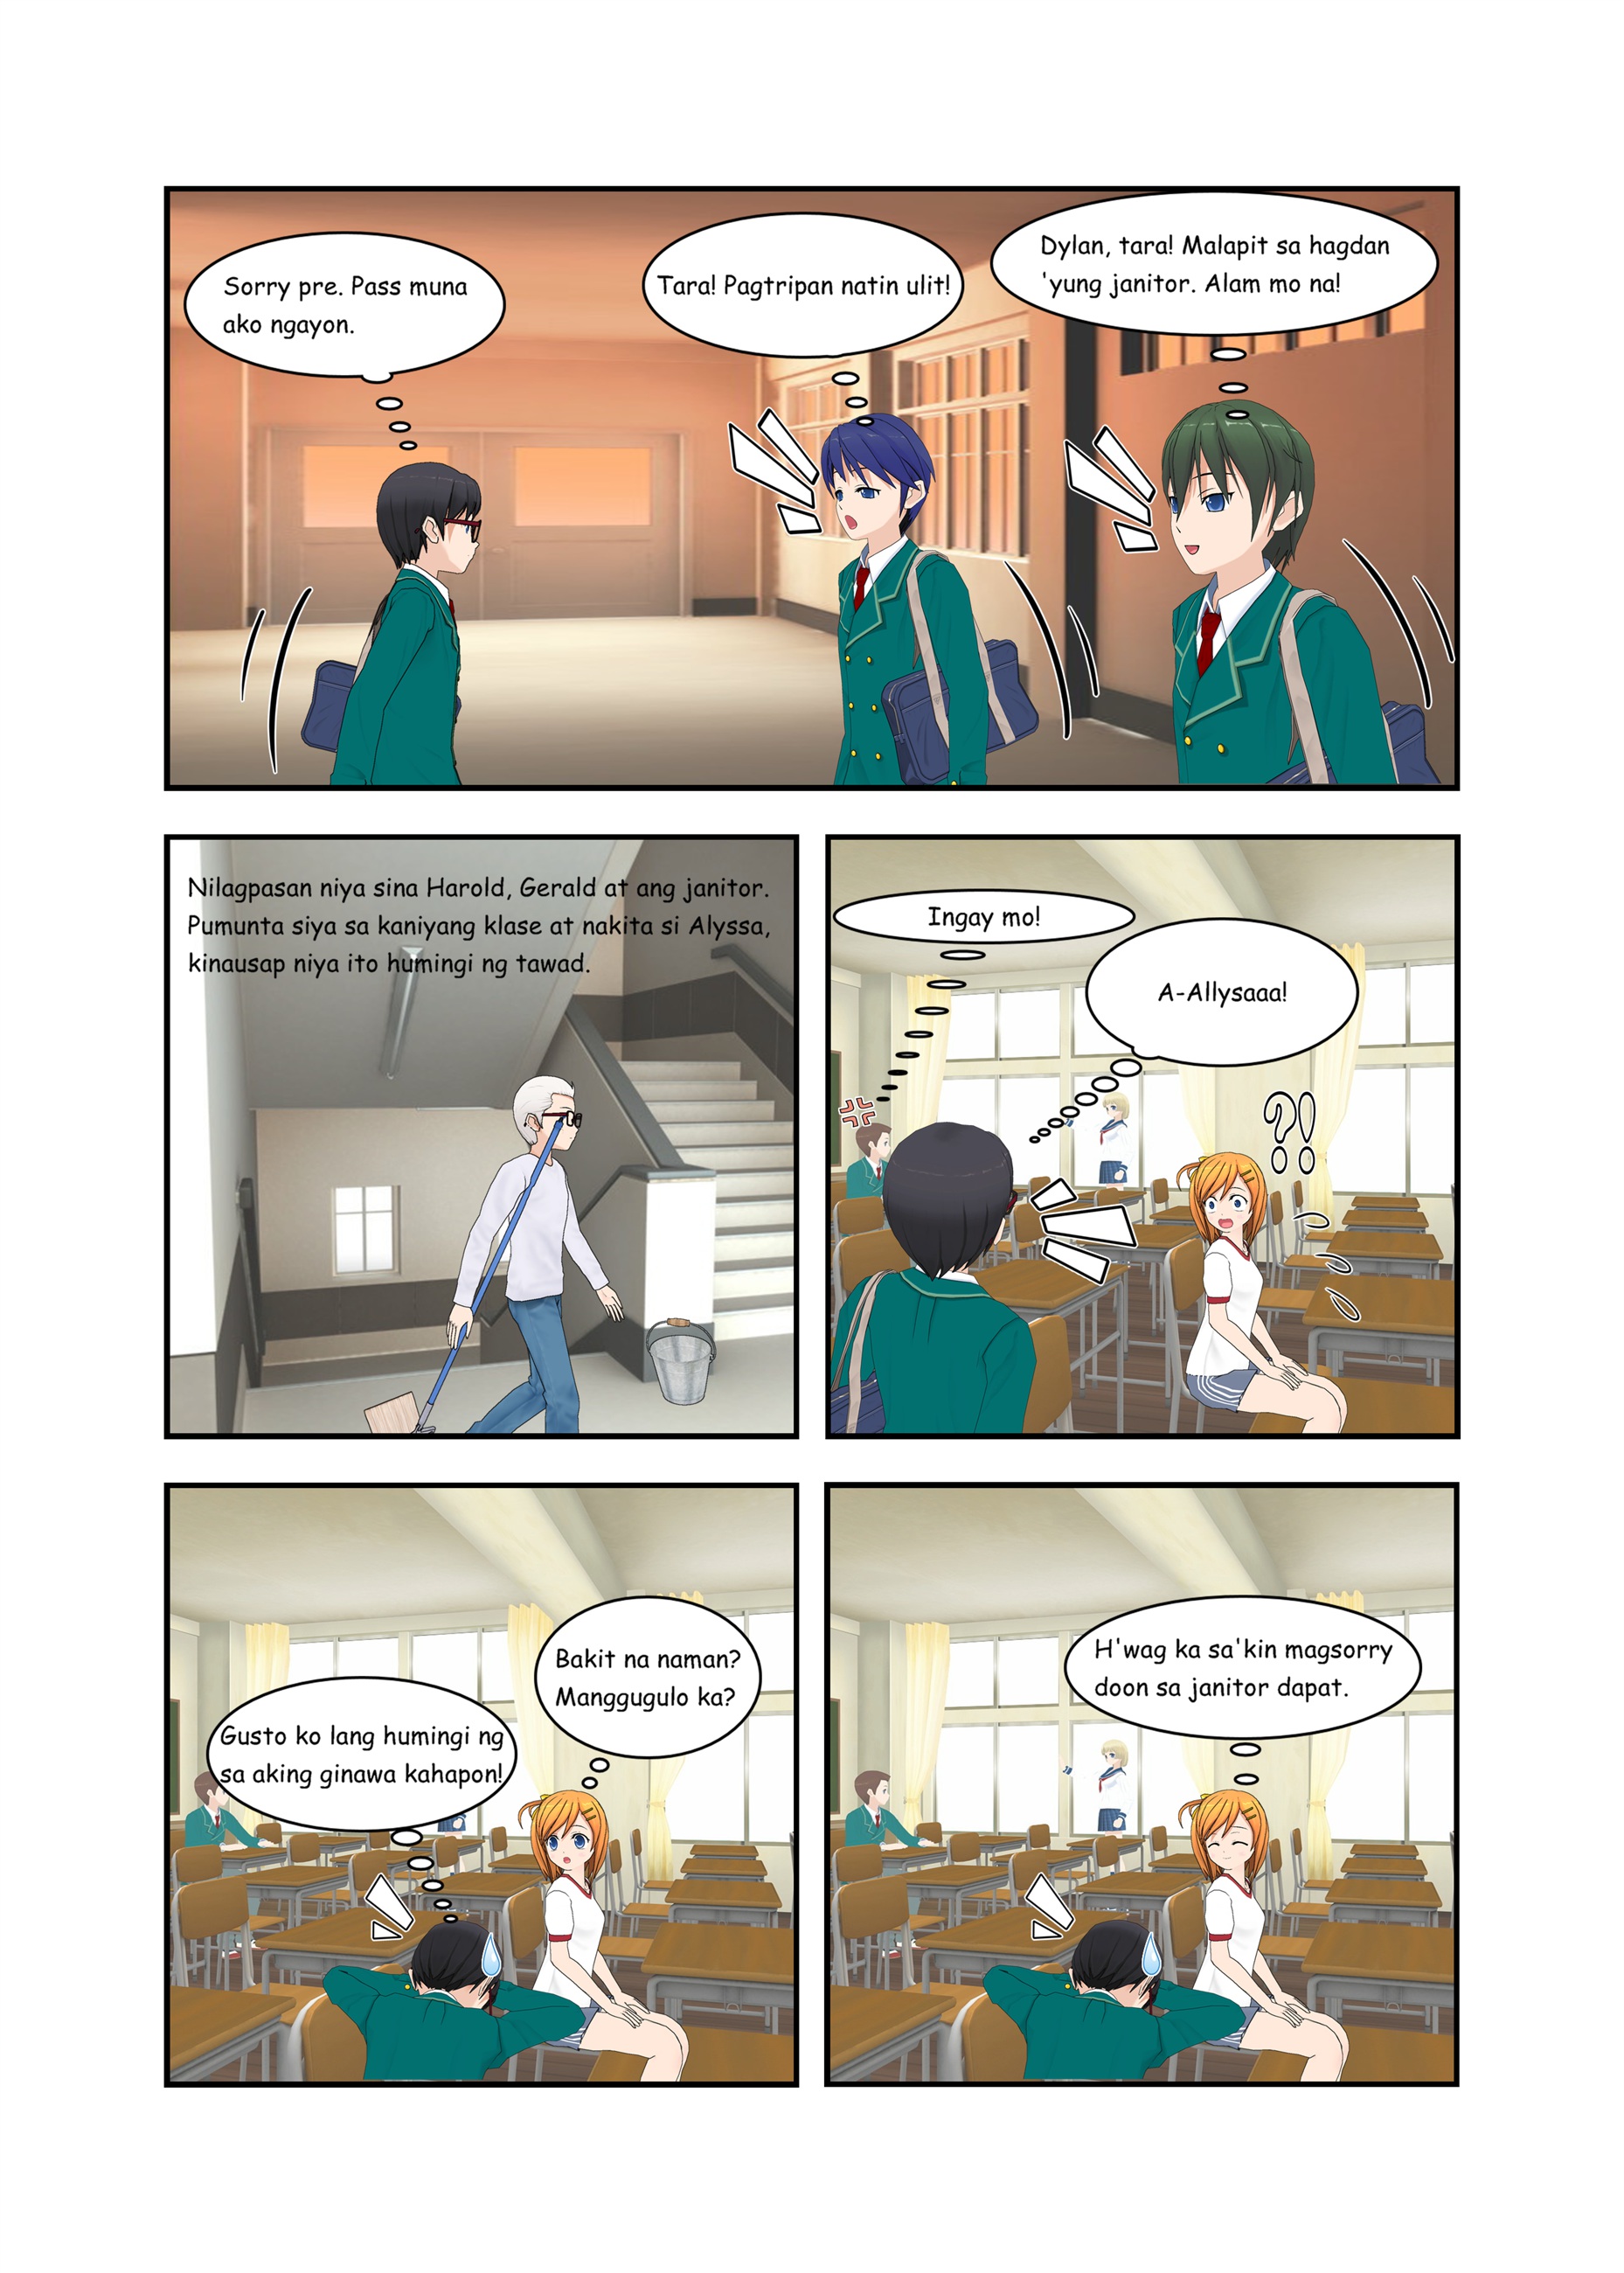 Dylan, tara! Malapit sa hagdan
'yung janitor. Alam mo na!
Tara! Pagtripan natin ulit!
Sorry pre. Pass muna
ako ngayon.
Nilagpasan niya sina Harold, Gerald at ang janitor.
Pumunta siya sa kaniyang klase at nakita si Alyssa,
kinausap niya ito humingi ng tawad.
Ingay mo!
A-Allysaaa!
?!
Bakit na naman?
Manggugulo ka?
Gusto ko lang humingi ng
sa aking ginawa kahapon!
H'wag ka sa'kin magsorry
doon sa janitor dapat.